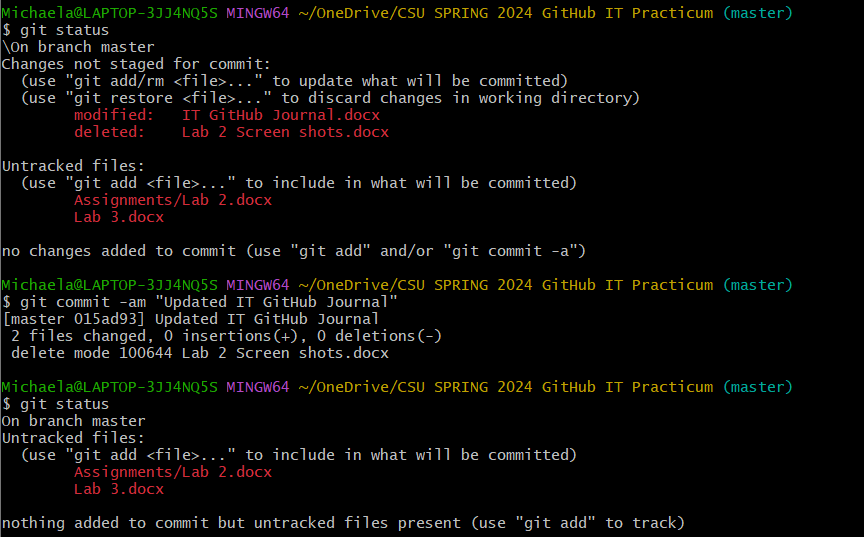 Michaela@LAPTOP-3JJ4NQ5S MINGW64 ~/OneDrive/CSU SPRING 2024 GitHub IT Practicum (master)
$ git status
\On branch master
Changes not staged for commit:
  (use "git add/rm <file>..." to update what will be committed)
  (use "git restore <file>..." to discard changes in working directory)
        modified:   IT GitHub Journal.docx
        deleted:    Lab 2 Screen shots.docx

Untracked files:
  (use "git add <file>..." to include in what will be committed)
        Assignments/Lab 2.docx
        Lab 3.docx

no changes added to commit (use "git add" and/or "git commit -a")

Michaela@LAPTOP-3JJ4NQ5S MINGW64 ~/OneDrive/CSU SPRING 2024 GitHub IT Practicum (master)
$ git commit -am "Updated IT GitHub Journal"
[master 015ad93] Updated IT GitHub Journal
 2 files changed, 0 insertions(+), 0 deletions(-)
 delete mode 100644 Lab 2 Screen shots.docx

Michaela@LAPTOP-3JJ4NQ5S MINGW64 ~/OneDrive/CSU SPRING 2024 GitHub IT Practicum (master)
$ git status
On branch master
Untracked files:
  (use "git add <file>..." to include in what will be committed)
        Assignments/Lab 2.docx
        Lab 3.docx

nothing added to commit but untracked files present (use "git add" to track)